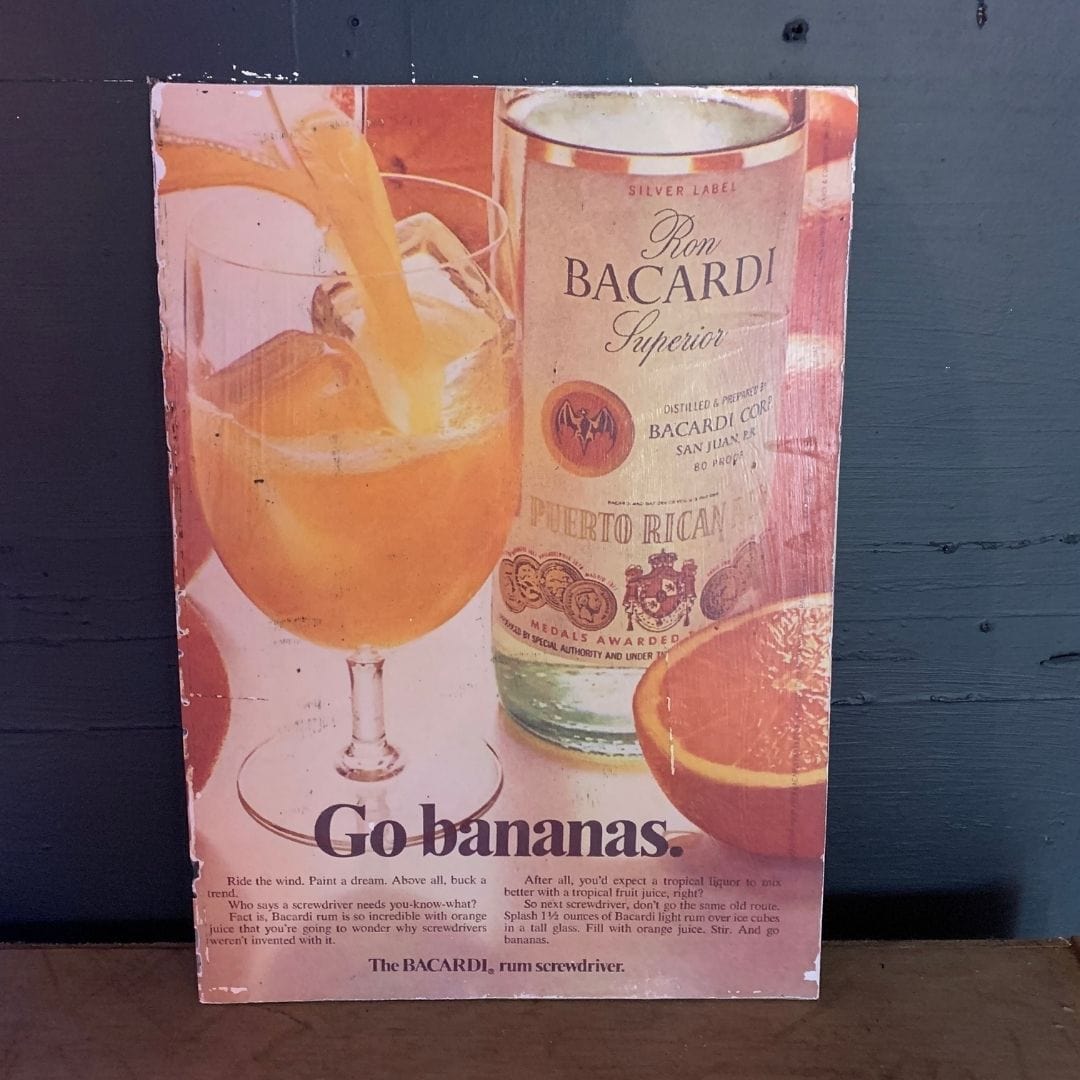 SILVER LABEL
Ron
BACARDI
Superior
DISTILLED & PREPARED BY
BACARDI CORP.
SAN JUAN, P.R.
80 PROOF
PUERTO RICAN
MEDALS AWARDED
BY SPECIAL AUTHORITY AND UNDER
Go bananas.
Ride the wind. Paint a dream. Above all, buck a
trend.
Who says a screwdriver needs you-know-what?
Fact is, Bacardi rum is so incredible with orange
juice that you're going to wonder why screwdrivers
weren't invented with it.
After all, you'd expect a tropical liquor to mix
better with a tropical fruit juice, right?
So next screwdriver, don't go the same old route.
Splash 1½ ounces of Bacardi light rum over ice cubes
in a tall glass. Fill with orange juice. Stir. And go
bananas.
The BACARDI® rum screwdriver.